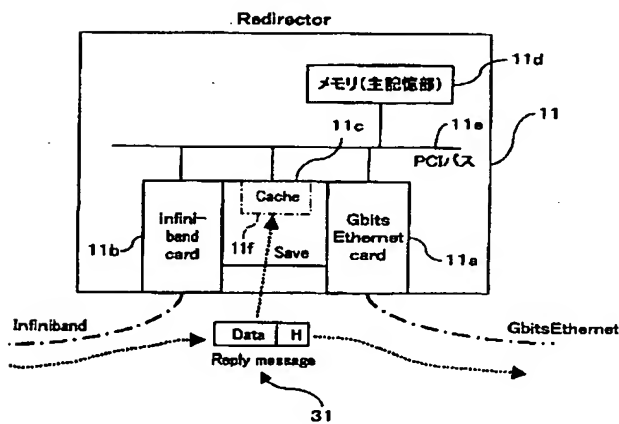 Redirector
メモリ(主記憶部)
11d
11c
11e
11
PCIバス
Cache
Infini-
band
card
11f
Save
Gbits
Ethernet
card
11b
11a
Infiniband
GbitsEthernet
Data
H
Reply message
31